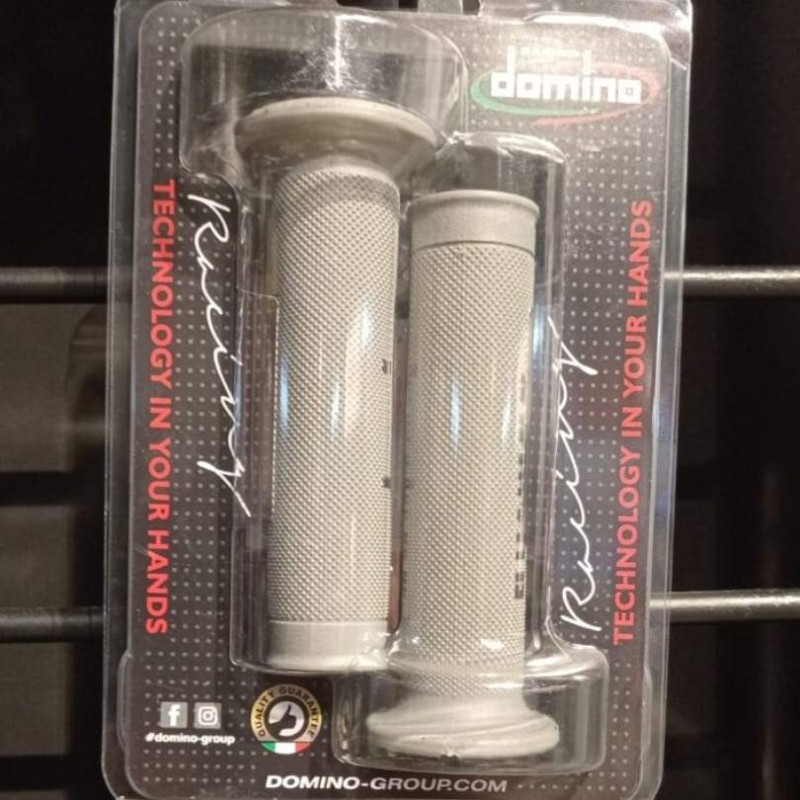 domino
TECHNOLOGY IN YOUR HANDS
Racing
Racing
TECHNOLOGY IN YOUR HANDS
QUALITY GUARANTEE
#domino-group
DOMINO-GROUP.COM